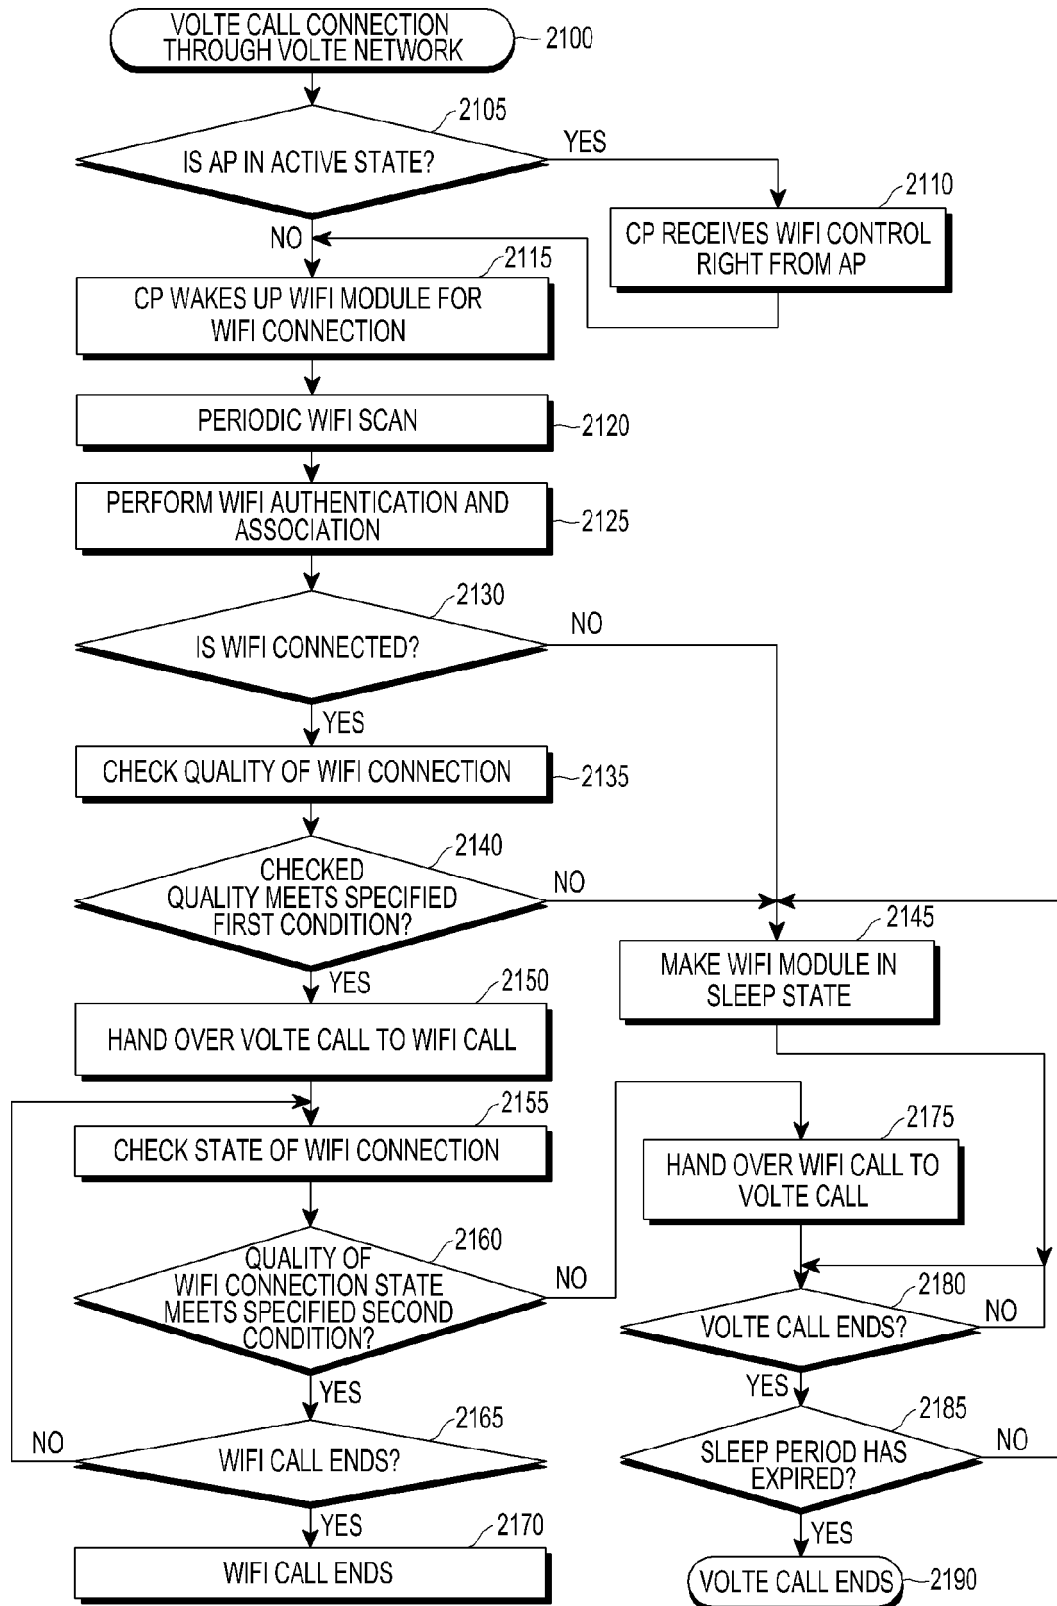 VOLTE CALL CONNECTION
THROUGH VOLTE NETWORK
2100
2105
IS AP IN ACTIVE STATE?
YES
NO
2110
CP RECEIVES WIFI CONTROL
RIGHT FROM AP
2115
CP WAKES UP WIFI MODULE FOR
WIFI CONNECTION
PERIODIC WIFI SCAN
2120
PERFORM WIFI AUTHENTICATION AND
ASSOCIATION
2125
2130
IS WIFI CONNECTED?
NO
YES
CHECK QUALITY OF WIFI CONNECTION
2135
2140
CHECKED
QUALITY MEETS SPECIFIED
FIRST CONDITION?
NO
YES
2145
MAKE WIFI MODULE IN
SLEEP STATE
2150
HAND OVER VOLTE CALL TO WIFI CALL
2155
CHECK STATE OF WIFI CONNECTION
2160
QUALITY OF
WIFI CONNECTION STATE
MEETS SPECIFIED SECOND
CONDITION?
NO
YES
2165
WIFI CALL ENDS?
NO
YES
2170
WIFI CALL ENDS
2175
HAND OVER WIFI CALL TO
VOLTE CALL
2180
VOLTE CALL ENDS?
NO
YES
2185
SLEEP PERIOD HAS
EXPIRED?
NO
YES
VOLTE CALL ENDS
2190